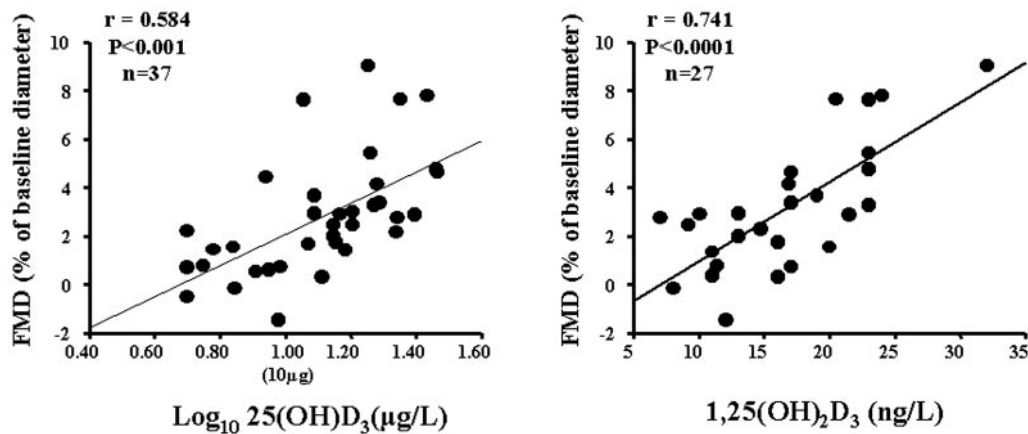 r = 0.584
P<0.001
n=37
10
8
6
4
2
0
-2
FMD (% of baseline diameter)
0.40 0.80 1.00 1.20 1.40 1.60
(10µg)
Log₁₀ 25(OH)D₃(µg/L)
r = 0.741
P<0.0001
n=27
10
8
6
4
2
0
-2
FMD (% of baseline diameter)
5 10 15 20 25 30 35
1,25(OH)₂D₃ (ng/L)